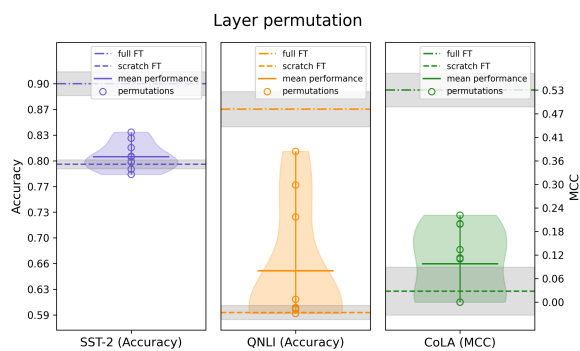 Layer permutation
full FT
scratch FT
mean performance
permutations
full FT
scratch FT
mean performance
permutations
full FT
scratch FT
mean performance
permutations
Accuracy
0.90
0.87
0.83
0.80
0.77
0.73
0.70
0.66
0.63
0.59
0.53
0.47
0.41
0.36
0.30
0.24
0.18
0.12
0.06
0.00
MCC
SST-2 (Accuracy)
QNLI (Accuracy)
CoLA (MCC)